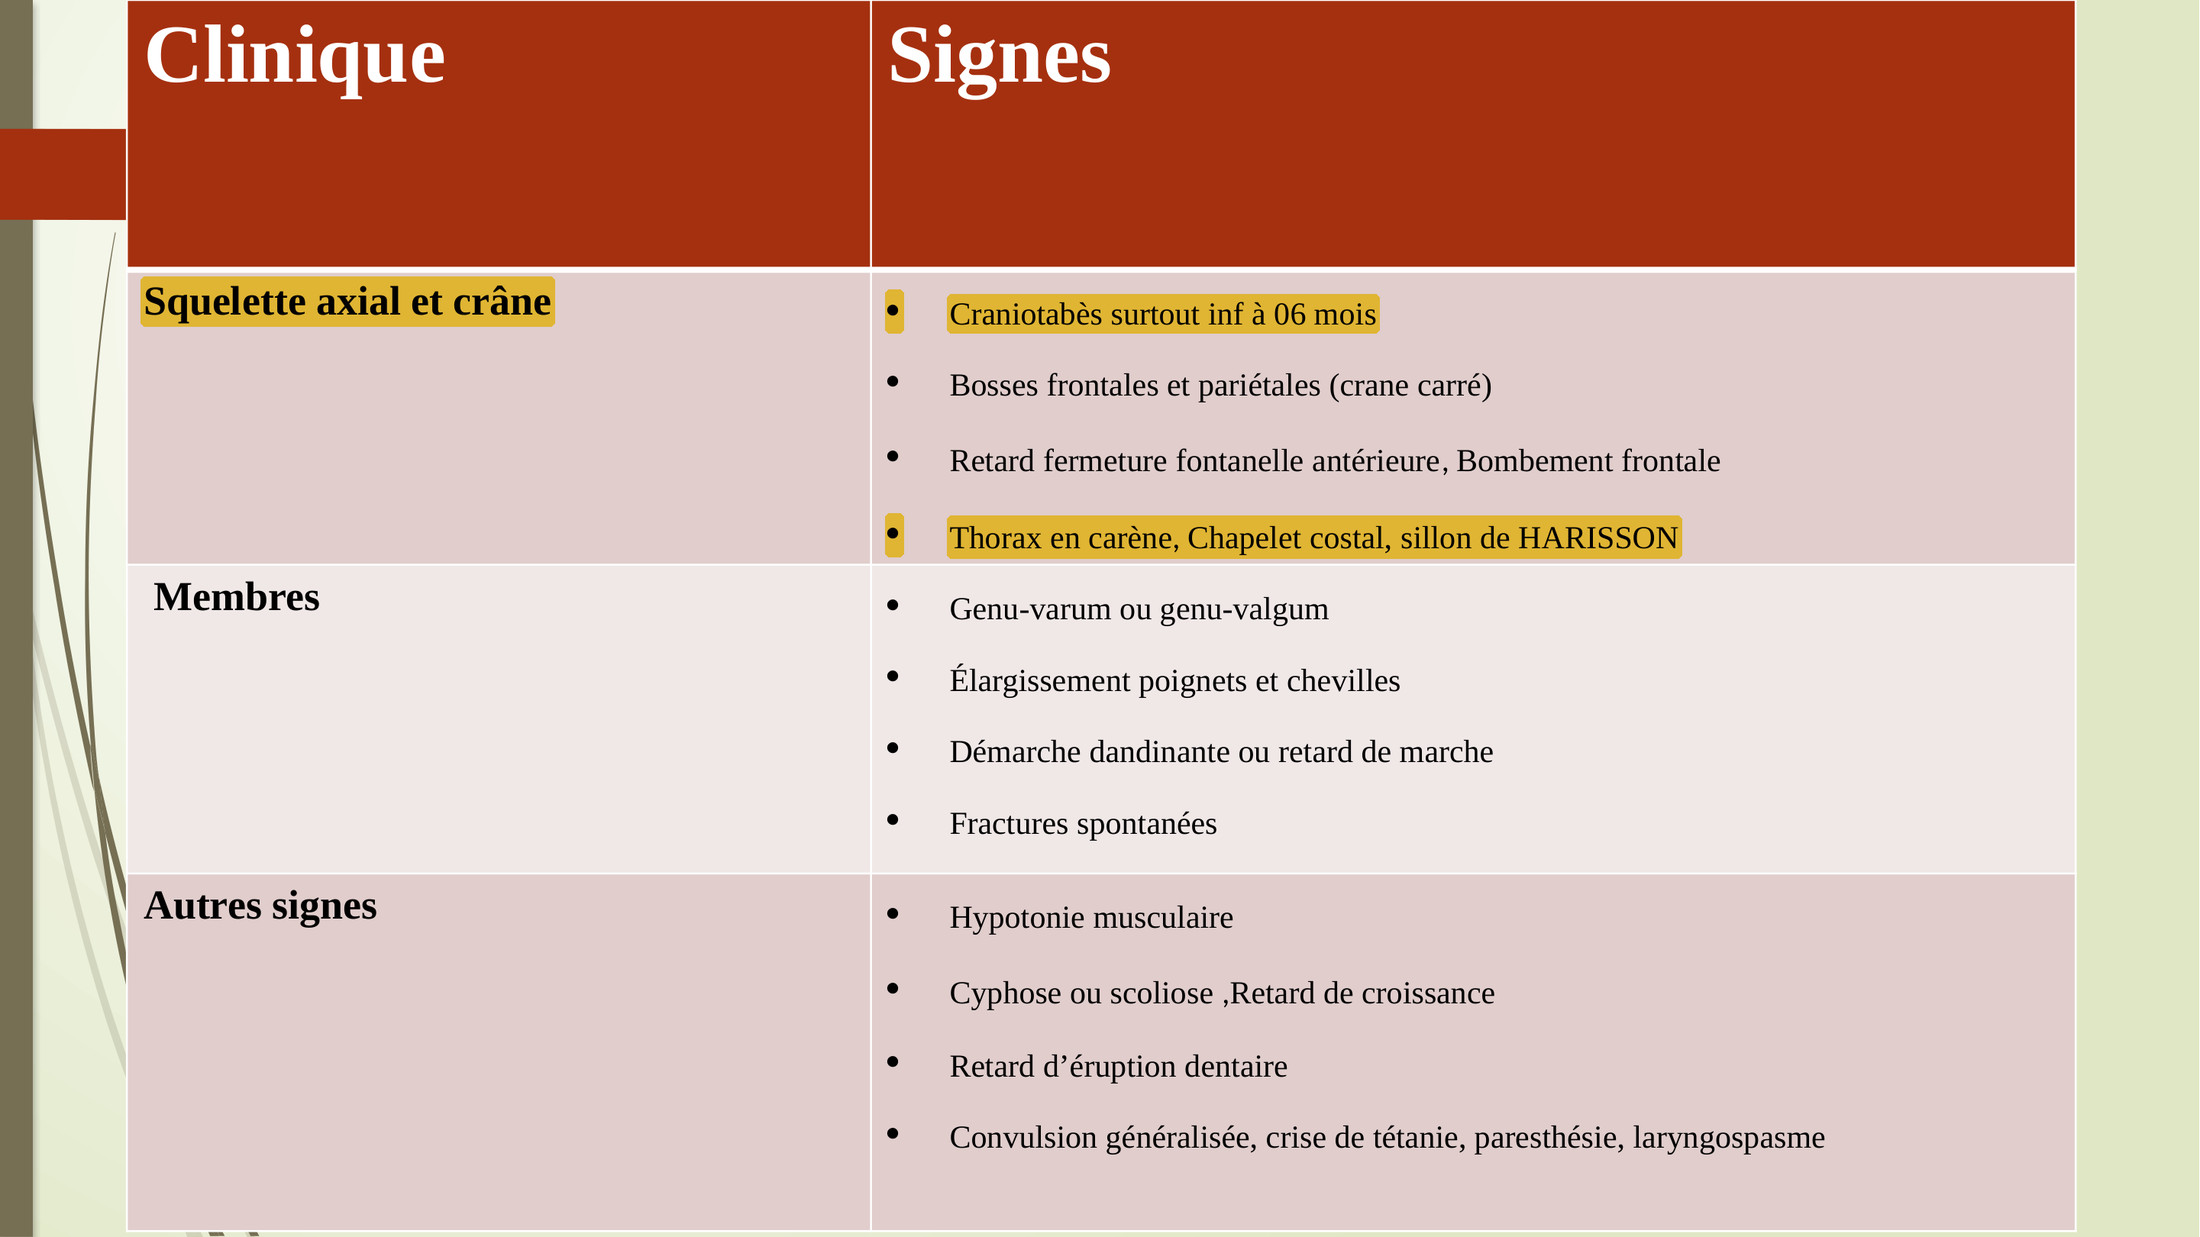 Clinique
Signes
Squelette axial et crâne
• Craniotabès surtout inf à 06 mois
• Bosses frontales et pariétales (crane carré)
• Retard fermeture fontanelle antérieure, Bombement frontale
• Thorax en carène, Chapelet costal, sillon de HARISSON
Membres
• Genu-varum ou genu-valgum
• Élargissement poignets et chevilles
• Démarche dandinante ou retard de marche
• Fractures spontanées
Autres signes
• Hypotonie musculaire
• Cyphose ou scoliose ,Retard de croissance
• Retard d’éruption dentaire
• Convulsion généralisée, crise de tétanie, paresthésie, laryngospasme